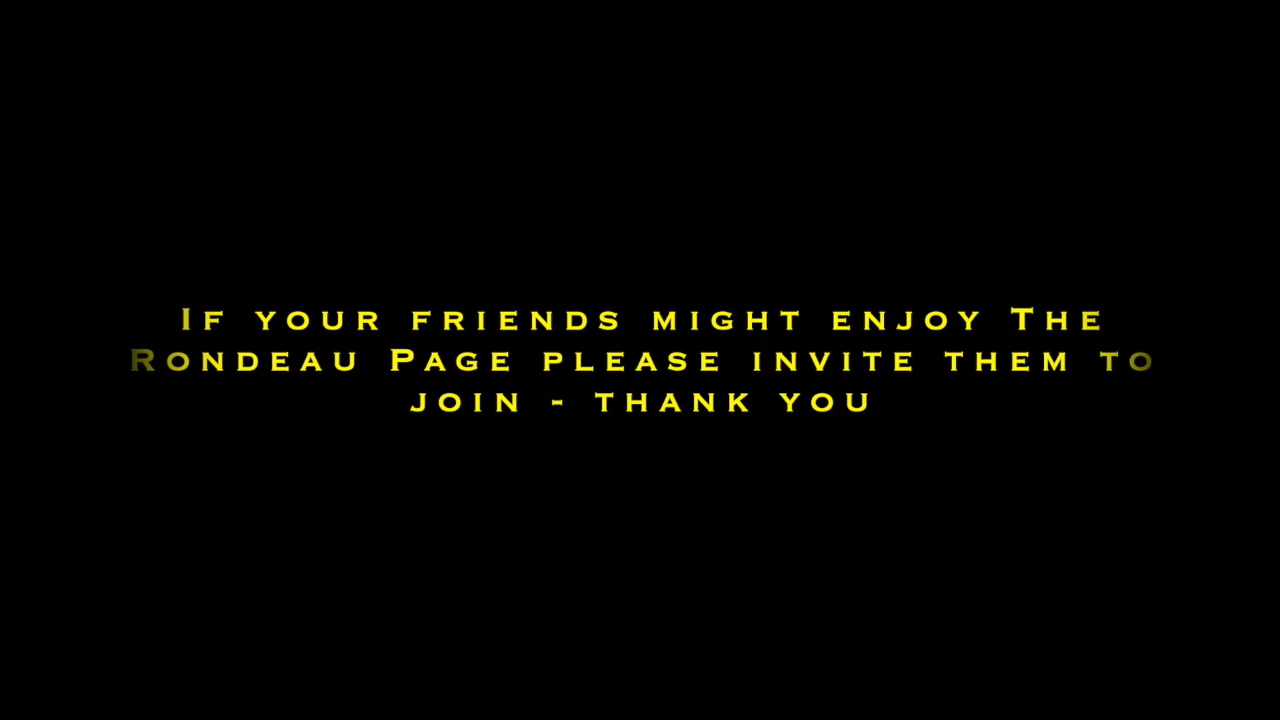 If your friends might enjoy The
Rondeau Page please invite them to
join - thank you